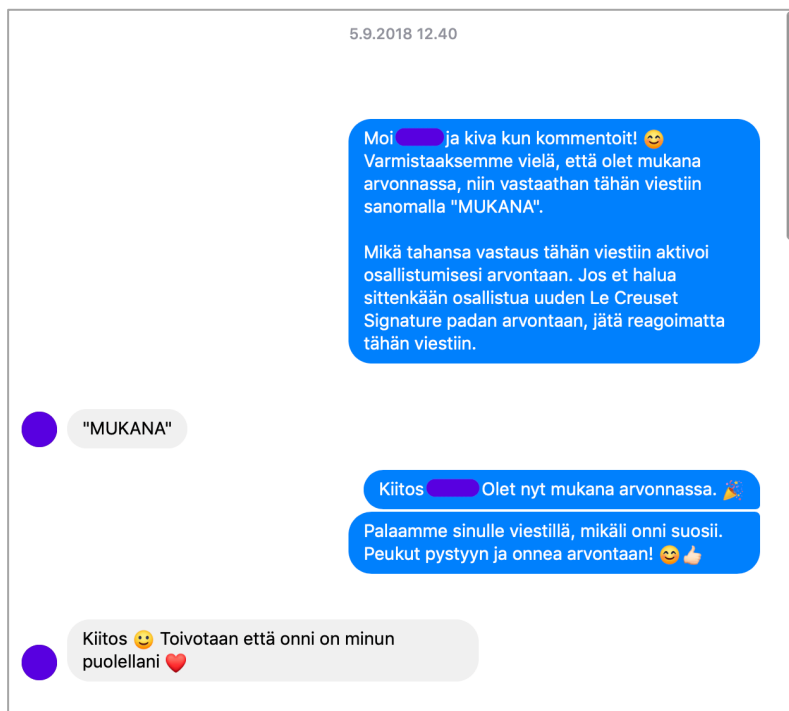 5.9.2018 12.40
Moi ja kiva kun kommentoit! 😊
Varmistaaksemme vielä, että olet mukana
arvonnassa, niin vastaathan tähän viestiin
sanomalla "MUKANA".
Mikä tahansa vastaus tähän viestiin aktivoi
osallistumisesi arvontaan. Jos et halua
sittenkään osallistua uuden Le Creuset
Signature padan arvontaan, jätä reagoimatta
tähän viestiin.
"MUKANA"
Kiitos Olet nyt mukana arvonnassa. 🎉
Palaamme sinulle viestillä, mikäli onni suosii.
Peukut pystyyn ja onnea arvontaan! 😊👍🏻
Kiitos 🙂 Toivotaan että onni on minun
puolellani ❤️